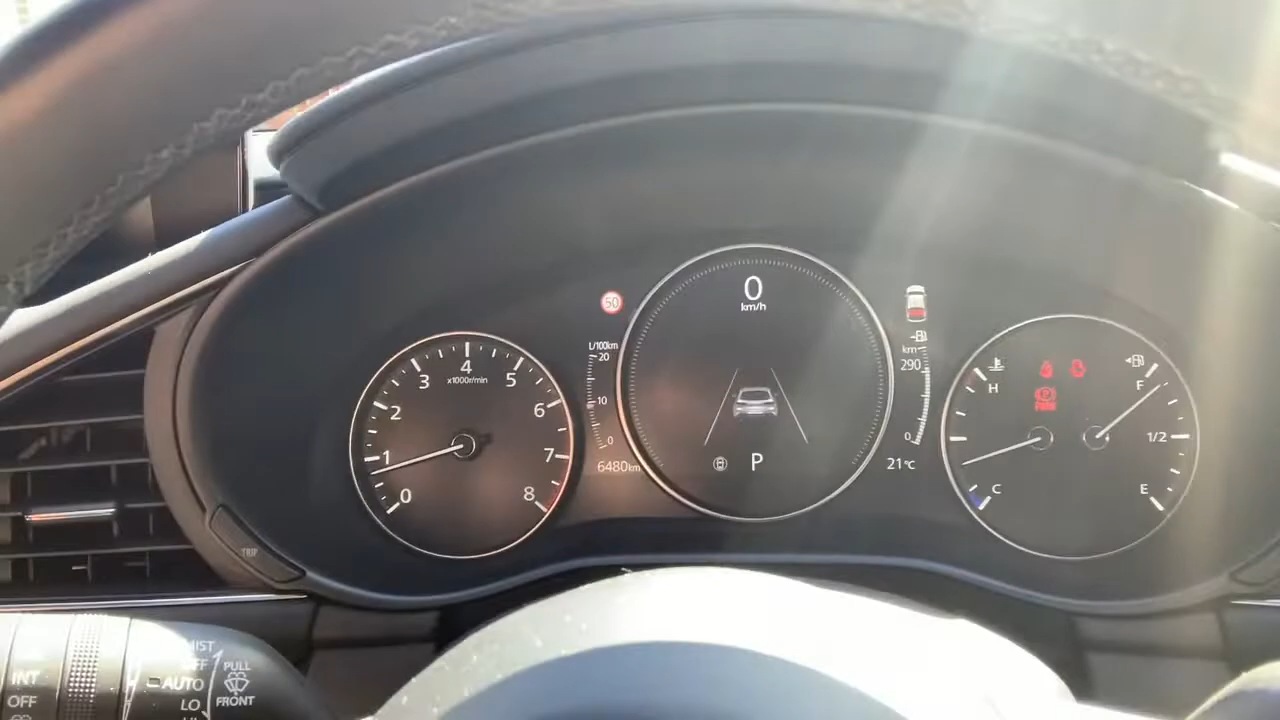 50
0
km/h
L/100km
20
10
0
6480km
0
1
2
3
4
5
6
7
8
x1000r/min
P
km
290
0
21°C
H
C
F
1/2
E
PARK
TRIP
MIST
OFF
AUTO
LO
INT
OFF
PULL
FRONT